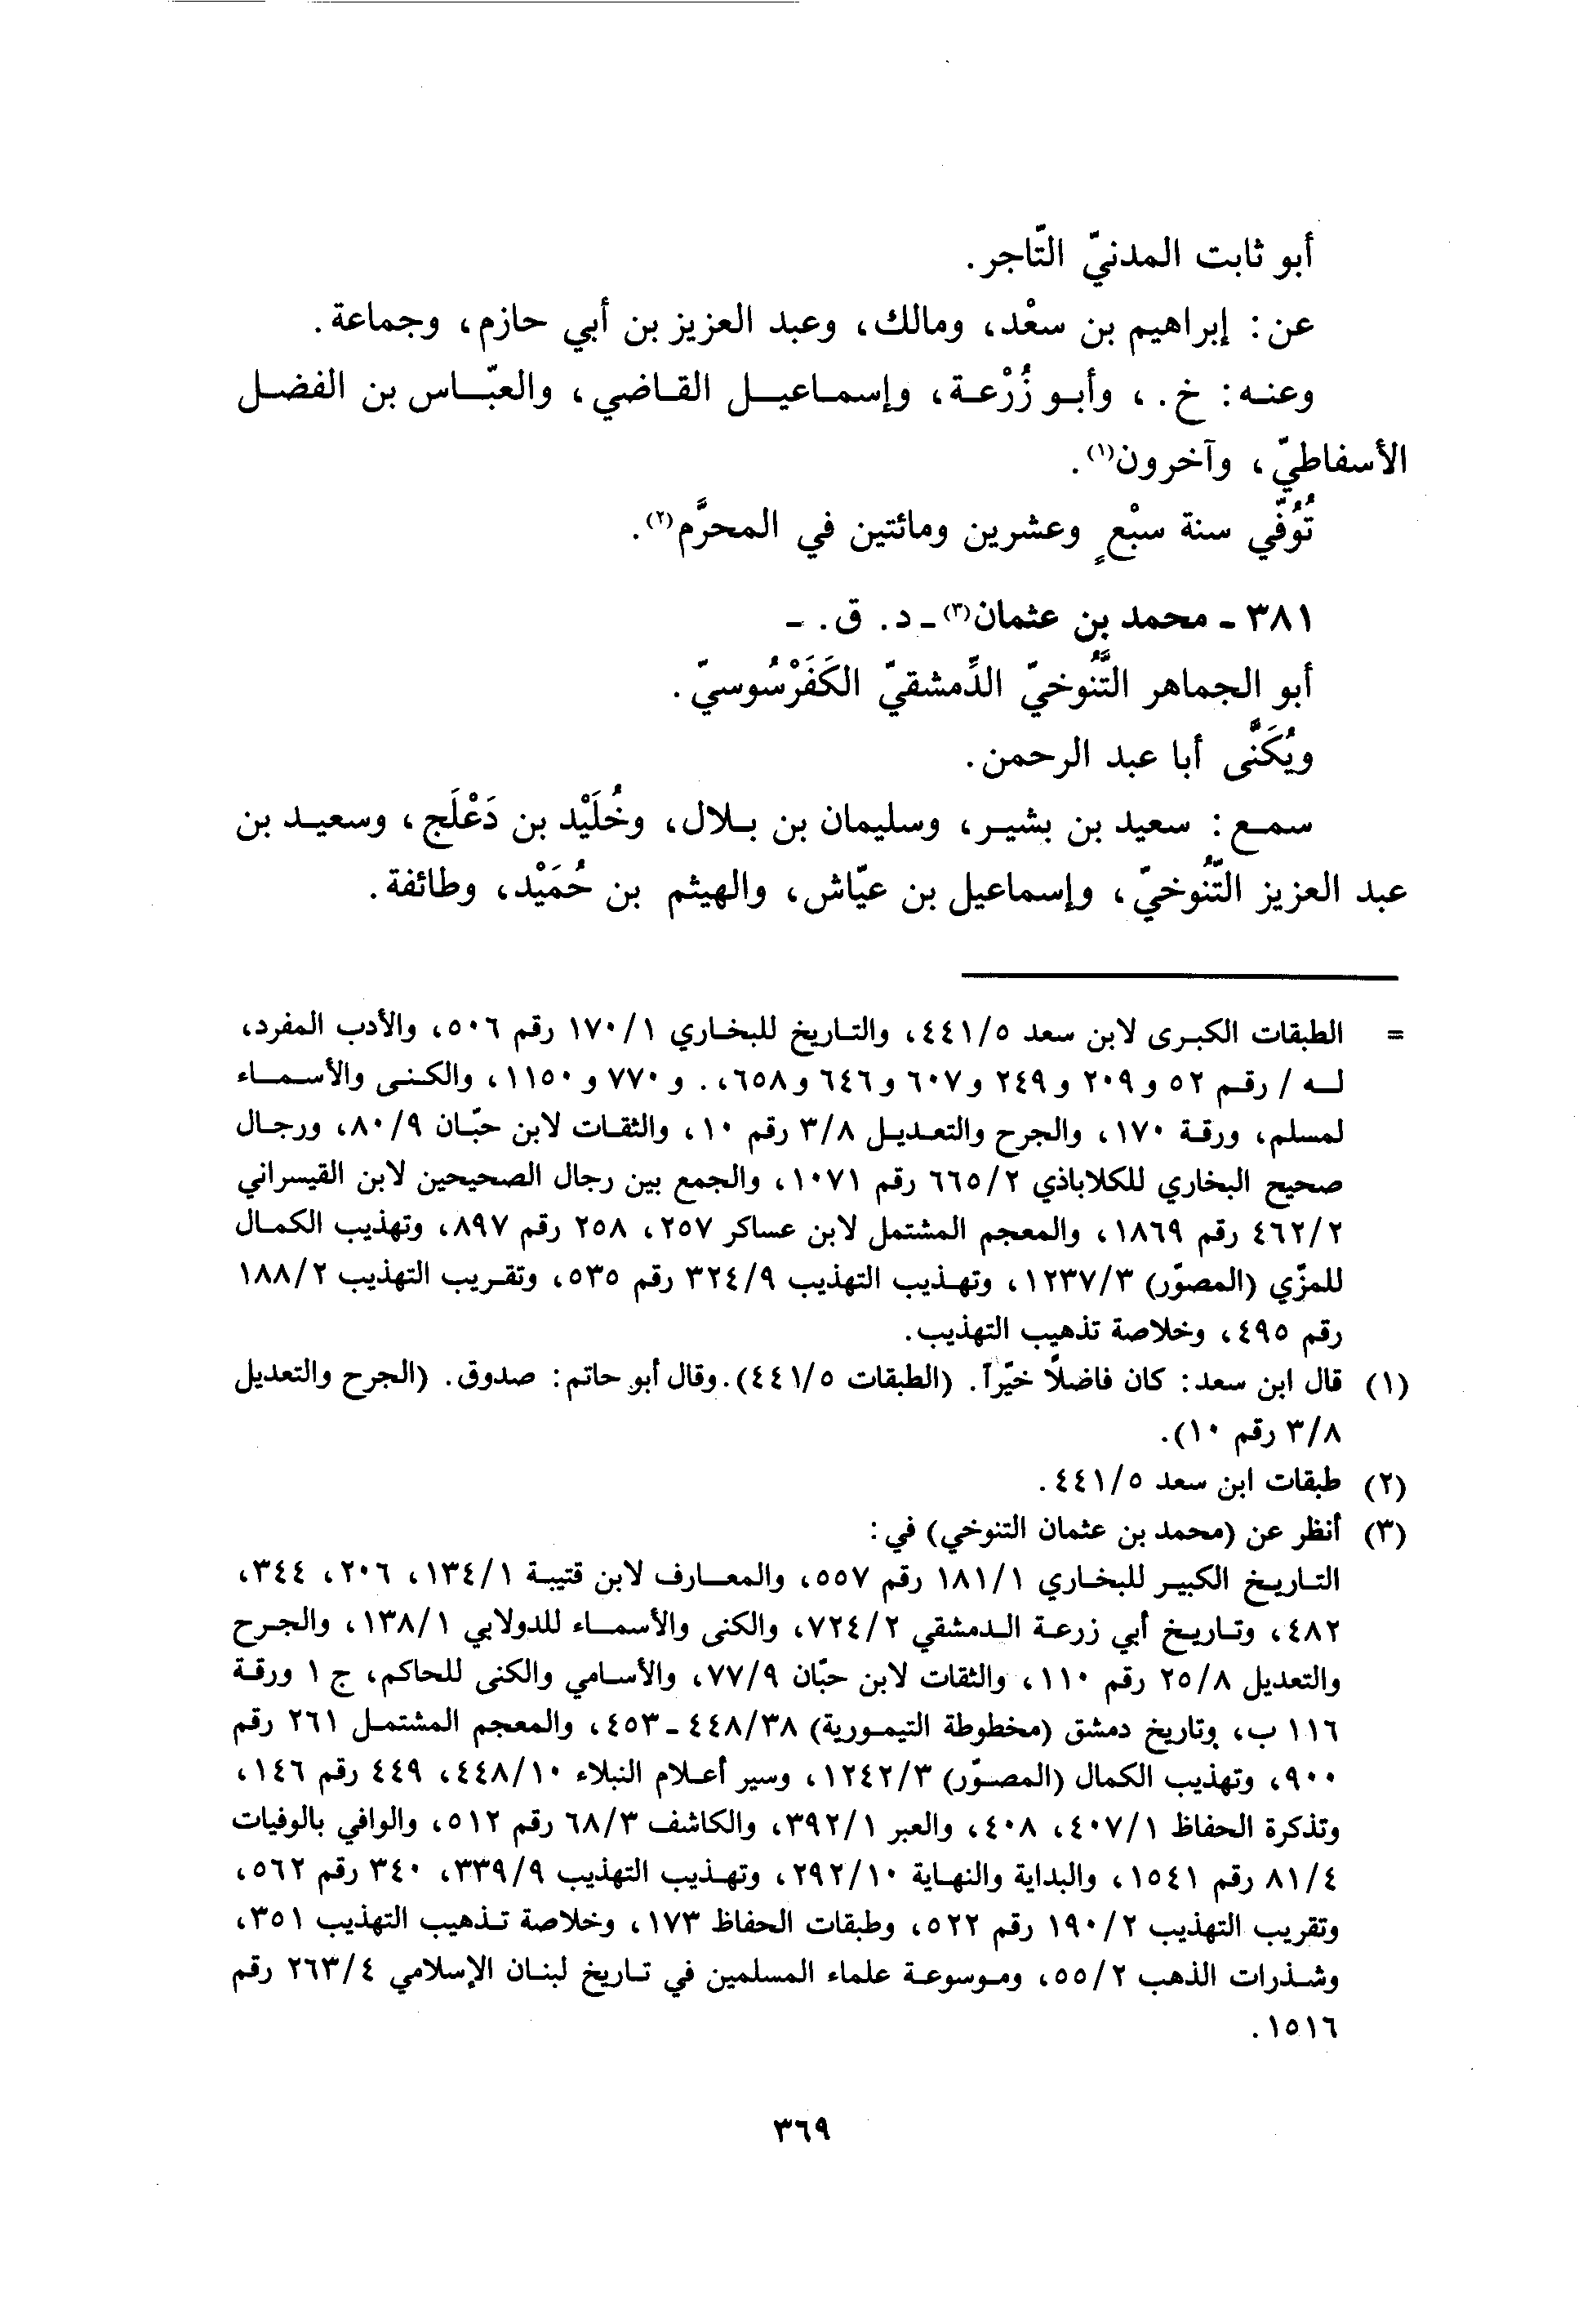 أبو ثابت المدنيّ التّاجر.
عن: إبراهيم بن سعْد، ومالك، وعبد العزيز بن أبي حازم، وجماعة.
وعنه: خ.، وأبو زُرْعة، وإسماعيل القاضي، والعبّاس بن الفضل
الأسفاطيّ، وآخرون(١).
تُوُفّي سنة سبْعٍ وعشرين ومائتين في المحرَّم(٢).
٣٨١ - محمد بن عثمان(٣) - د. ق. -
أبو الجماهر التَّنُوخيّ الدِّمشقيّ الكَفَرْسُوسيّ.
ويُكَنَّى أبا عبد الرحمن.
سمع: سعيد بن بشير، وسليمان بن بلال، وخُلَيْد بن دَعْلَج، وسعيد بن
عبد العزيز التَّنُوخيّ، وإسماعيل بن عيّاش، والهيثم بن حُمَيْد، وطائفة.
= الطبقات الكبرى لابن سعد ٤٤١/٥، والتاريخ للبخاري ١٧٠/١ رقم ٥٠٦، والأدب المفرد،
له / رقم ٥٢ و ٢٠٩ و ٢٤٩ و٦٠٧ و٦٤٦ و٦٥٨،. و ٧٧٠ و ١١٥٠، والكنى والأسماء
لمسلم، ورقة ١٧٠، والجرح والتعديل ٣/٨ رقم ١٠، والثقات لابن حبّان ٨٠/٩، ورجال
صحيح البخاري للكلاباذي ٦٦٥/٢ رقم ١٠٧١، والجمع بين رجال الصحيحين لابن القيسراني
٤٦٢/٢ رقم ١٨٦٩، والمعجم المشتمل لابن عساكر ٢٥٧، ٢٥٨ رقم ٨٩٧، وتهذيب الكمال
للمزّي (المصوّر) ١٢٣٧/٣، وتهذيب التهذيب ٣٢٤/٩ رقم ٥٣٥، وتقريب التهذيب ١٨٨/٢
رقم ٤٩٥، وخلاصة تذهيب التهذيب.
(١) قال ابن سعد: كان فاضلًا خيّرآ. (الطبقات ٤٤١/٥). وقال أبو حاتم: صدوق. (الجرح والتعديل
٣/٨ رقم ١٠).
(٢) طبقات ابن سعد ٤٤١/٥.
(٣) أنظر عن (محمد بن عثمان التنوخي) في:
التاريخ الكبير للبخاري ١٨١/١ رقم ٥٥٧، والمعارف لابن قتيبة ١٣٤/١، ٢٠٦، ٣٤٤،
٤٨٢، وتاريخ أبي زرعة الدمشقي ٧٢٤/٢، والكنى والأسماء للدولابي ١٣٨/١، والجرح
والتعديل ٢٥/٨ رقم ١١٠، والثقات لابن حبّان ٧٧/٩، والأسامي والكنى للحاكم، ج ١ ورقة
١١٦ ب، وتاريخ دمشق (مخطوطة التيمورية) ٤٤٨/٣٨ - ٤٥٣، والمعجم المشتمل ٢٦١ رقم
٩٠٠، وتهذيب الكمال (المصوّر) ١٢٤٢/٣، وسير أعلام النبلاء ٤٤٨/١٠، ٤٤٩ رقم ١٤٦،
وتذكرة الحفاظ ٤٠٧/١، ٤٠٨، والعبر ٣٩٢/١، والكاشف ٦٨/٣ رقم ٥١٢، والوافي بالوفيات
٨١/٤ رقم ١٥٤١، والبداية والنهاية ٢٩٢/١٠، وتهذيب التهذيب ٣٣٩/٩، ٣٤٠ رقم ٥٦٢،
وتقريب التهذيب ١٩٠/٢ رقم ٥٢٢، وطبقات الحفاظ ١٧٣، وخلاصة تذهيب التهذيب ٣٥١،
وشذرات الذهب ٥٥/٢، وموسوعة علماء المسلمين في تاريخ لبنان الإسلامي ٢٦٣/٤ رقم
١٥١٦.
٣٦٩